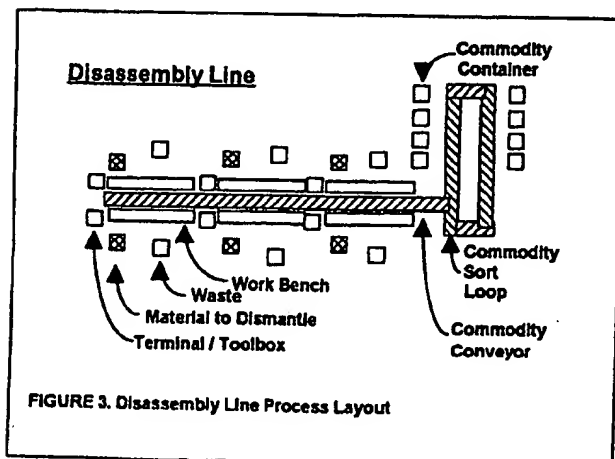 Disassembly Line
Commodity
Container
Work Bench
Waste
Material to Dismantle
Terminal / Toolbox
Commodity
Sort
Loop
Commodity
Conveyor
FIGURE 3. Disassembly Line Process Layout